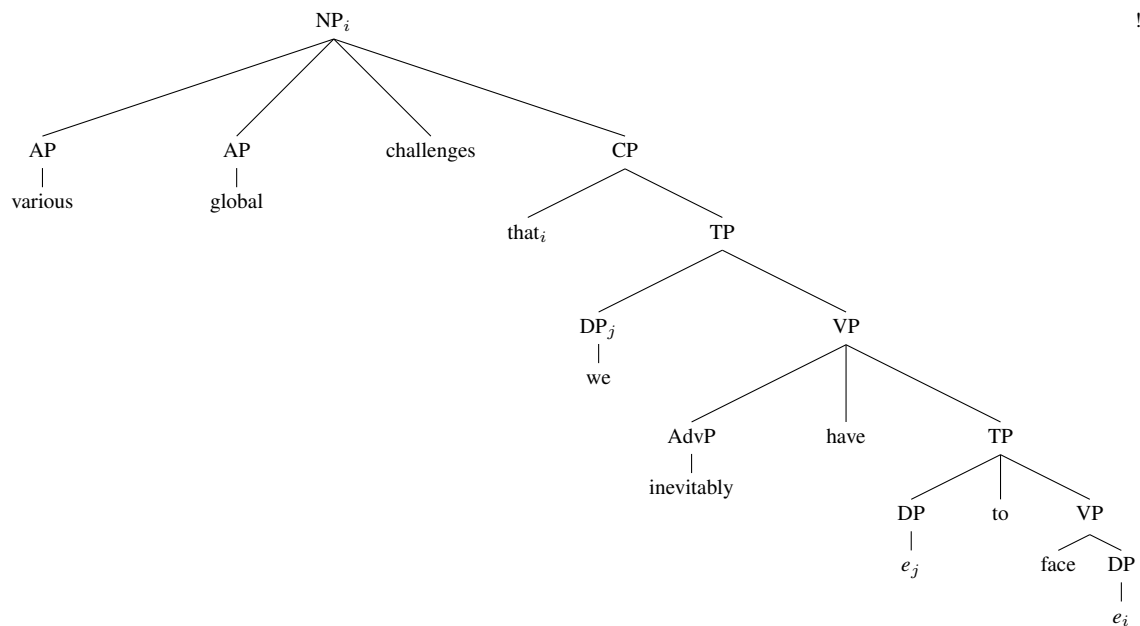 NP_i !
AP AP challenges CP
various global
that_i TP
DP_j VP
we
AdvP have TP
inevitably
DP to VP
e_j face DP
e_i